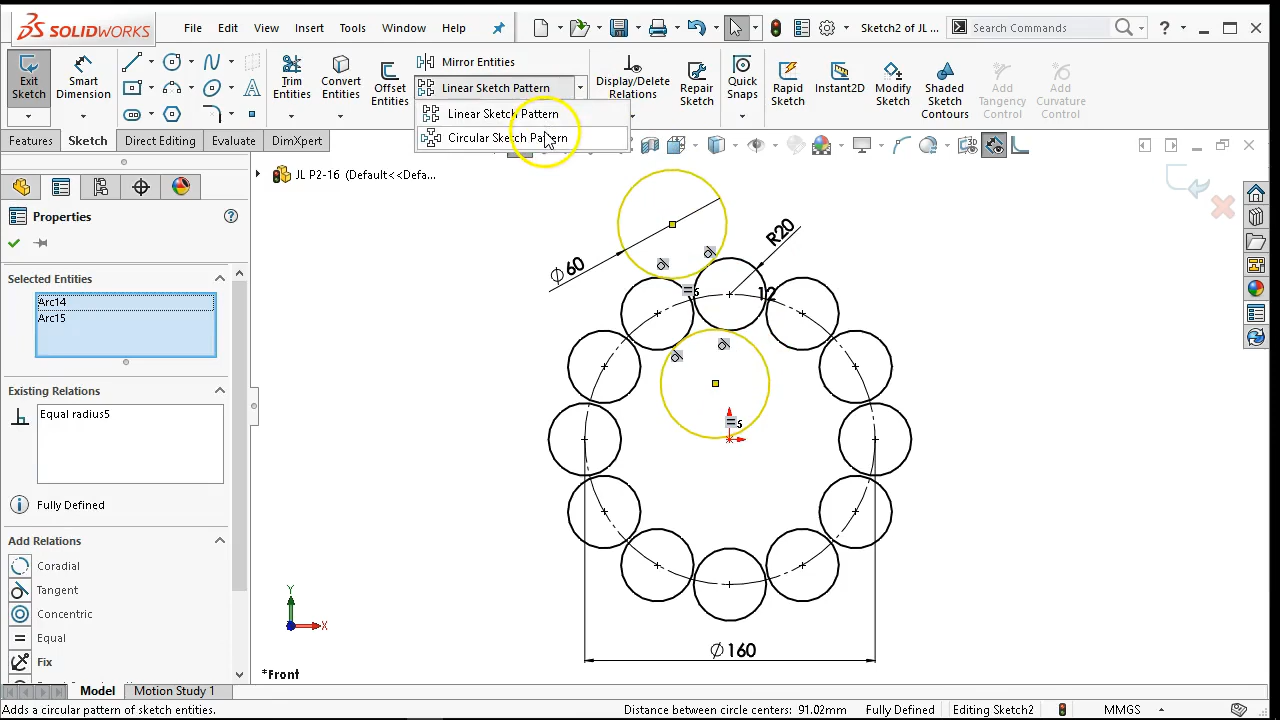 SOLIDWORKS
File Edit View Insert Tools Window Help
Sketch2 of JL ...
Search Commands
?
Exit Sketch
Smart Dimension
Trim Entities
Convert Entities
Offset Entities
Mirror Entities
Linear Sketch Pattern
Linear Sketch Pattern
Circular Sketch Pattern
Display/Delete Relations
Repair Sketch
Quick Snaps
Rapid Sketch
Instant2D
Modify Sketch
Shaded Sketch Contours
Add Tangency Control
Add Curvature Control
Features Sketch Direct Editing Evaluate DimXpert
JL P2-16 (Default<<Defa...
Properties
?
Selected Entities
Arc14
Arc15
Existing Relations
Equal radius5
Fully Defined
Add Relations
Coradial
Tangent
Concentric
Equal
Fix
∅60
R20
12
5
5
∅160
Y
X
*Front
Model Motion Study 1
Adds a circular pattern of sketch entities.
Distance between circle centers: 91.02mm Fully Defined Editing Sketch2 MMGS